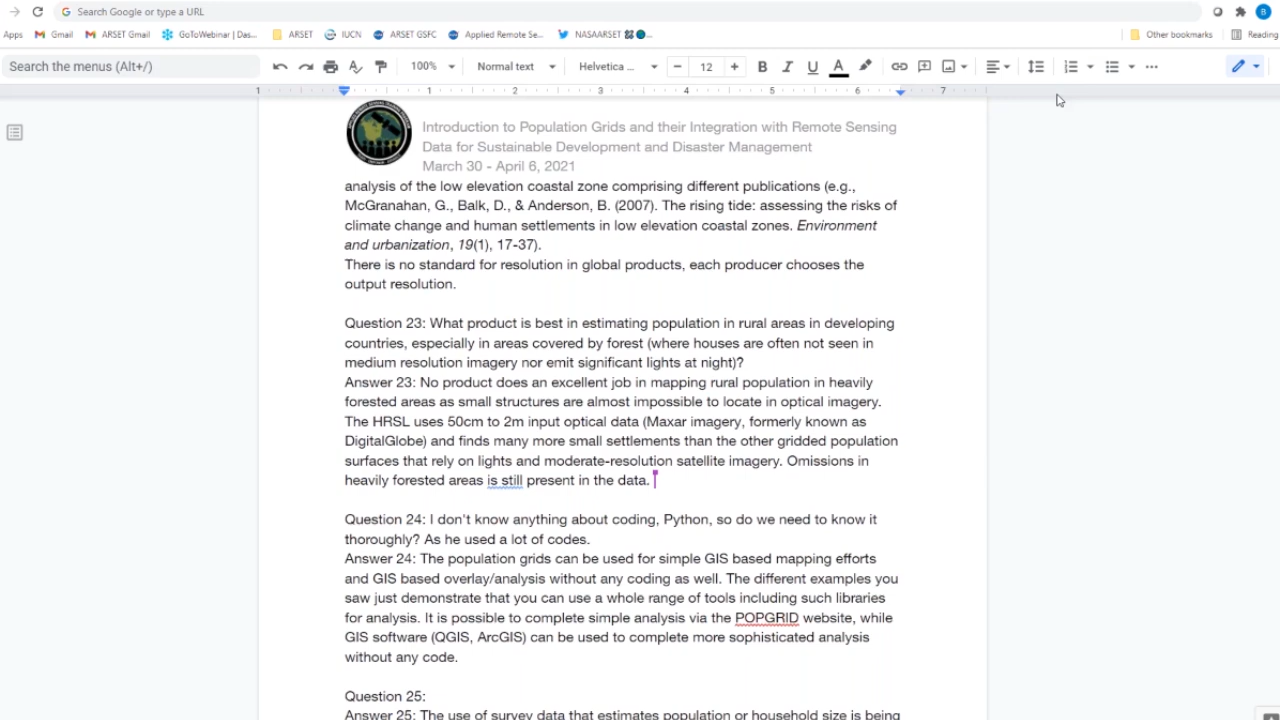 Search Google or type a URL
B
Apps Gmail ARSET Gmail GoToWebinar | Das... ARSET IUCN ARSET GSFC Applied Remote Se... NASAARSET Other bookmarks Reading
Search the menus (Alt+/) 100% Normal text Helvetica ... 12 B I U A
1 1 2 3 4 5 6 7
Introduction to Population Grids and their Integration with Remote Sensing
Data for Sustainable Development and Disaster Management
March 30 - April 6, 2021
analysis of the low elevation coastal zone comprising different publications (e.g.,
McGranahan, G., Balk, D., & Anderson, B. (2007). The rising tide: assessing the risks of
climate change and human settlements in low elevation coastal zones. Environment
and urbanization, 19(1), 17-37).
There is no standard for resolution in global products, each producer chooses the
output resolution.
Question 23: What product is best in estimating population in rural areas in developing
countries, especially in areas covered by forest (where houses are often not seen in
medium resolution imagery nor emit significant lights at night)?
Answer 23: No product does an excellent job in mapping rural population in heavily
forested areas as small structures are almost impossible to locate in optical imagery.
The HRSL uses 50cm to 2m input optical data (Maxar imagery, formerly known as
DigitalGlobe) and finds many more small settlements than the other gridded population
surfaces that rely on lights and moderate-resolution satellite imagery. Omissions in
heavily forested areas is still present in the data.
Question 24: I don't know anything about coding, Python, so do we need to know it
thoroughly? As he used a lot of codes.
Answer 24: The population grids can be used for simple GIS based mapping efforts
and GIS based overlay/analysis without any coding as well. The different examples you
saw just demonstrate that you can use a whole range of tools including such libraries
for analysis. It is possible to complete simple analysis via the POPGRID website, while
GIS software (QGIS, ArcGIS) can be used to complete more sophisticated analysis
without any code.
Question 25:
Answer 25: The use of survey data that estimates population or household size is being